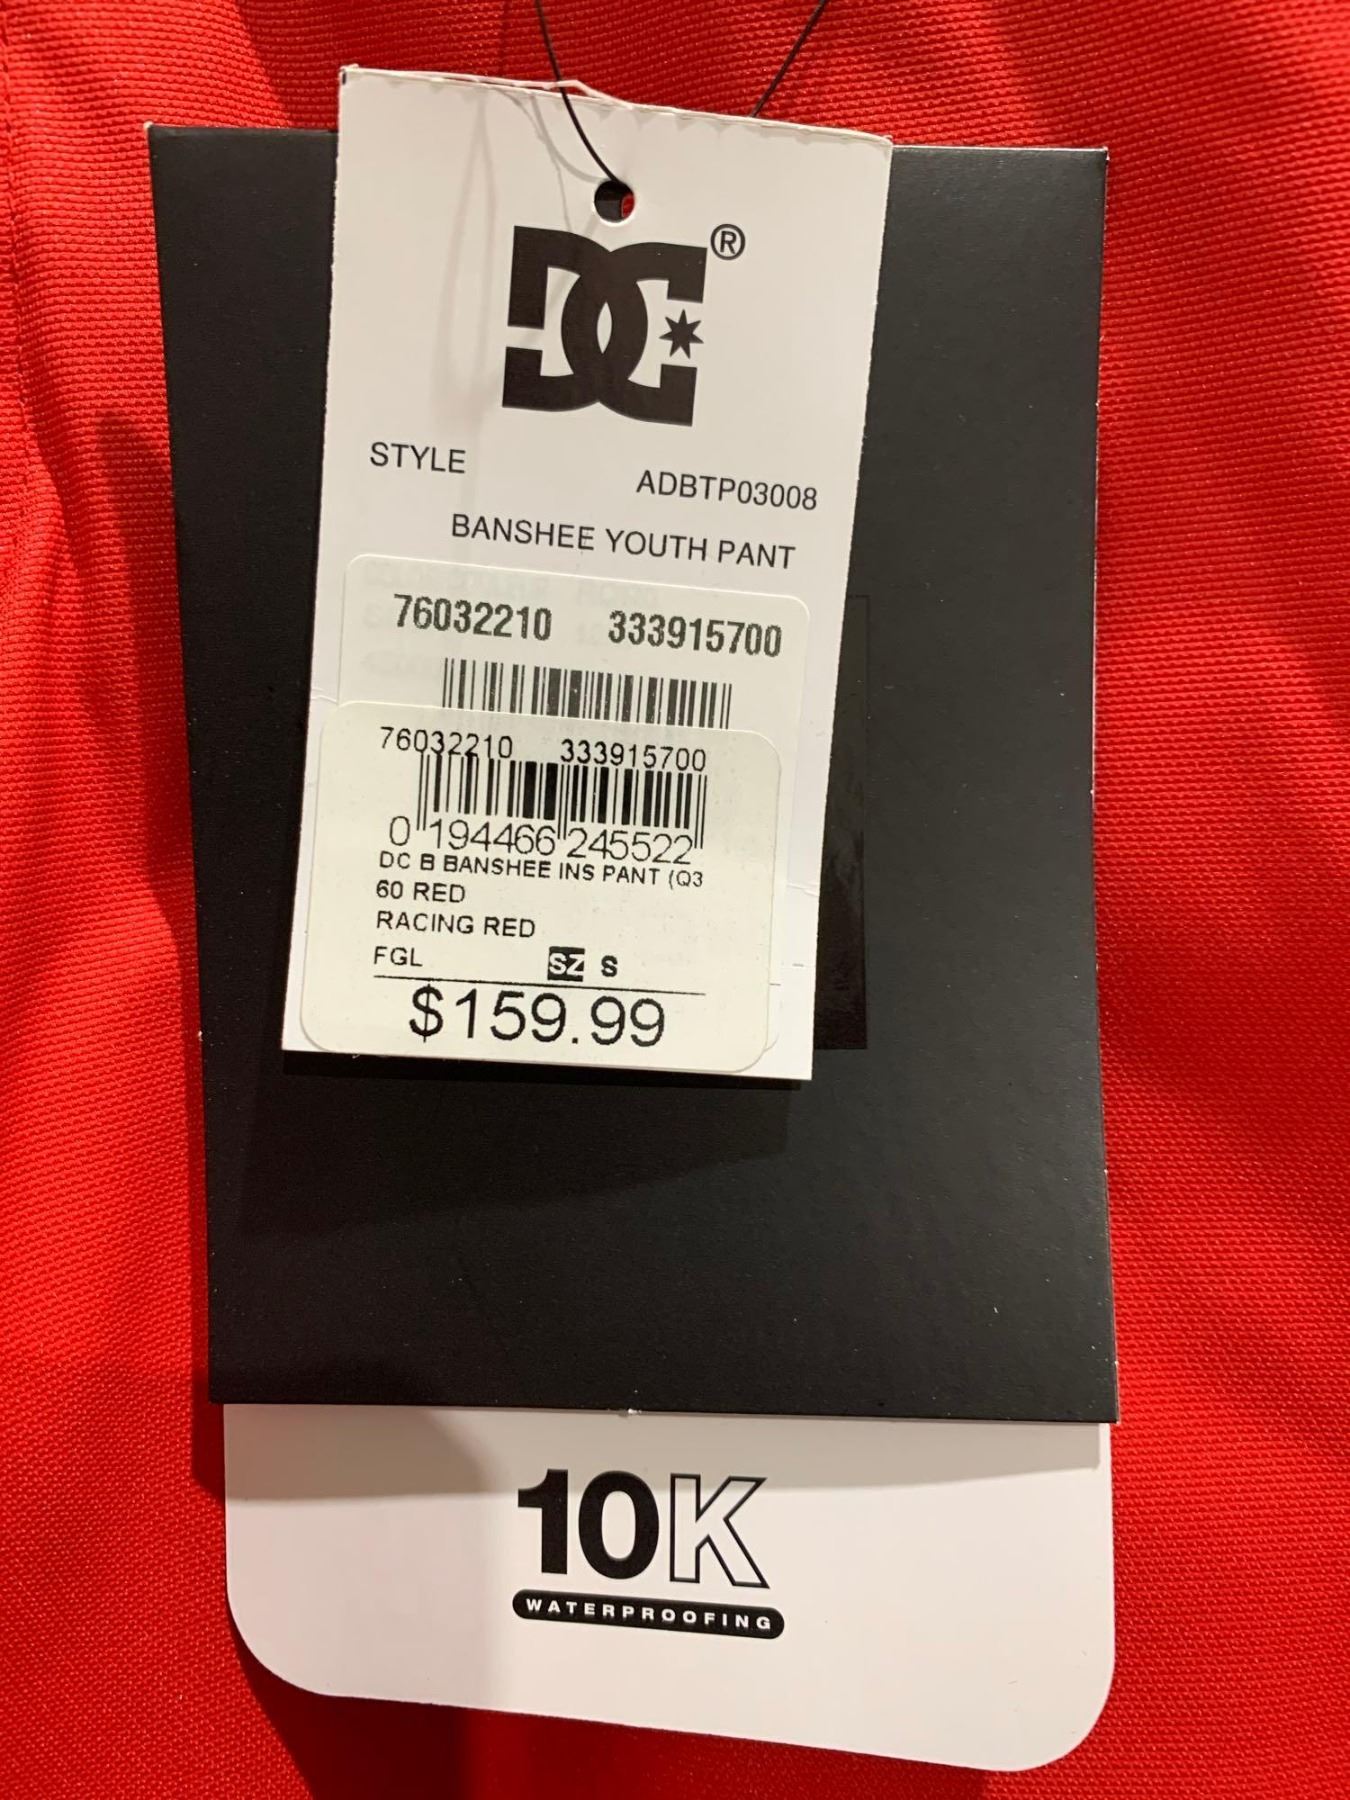 DC®
STYLE
ADBTP03008
BANSHEE YOUTH PANT
76032210 333915700
76032210 333915700
0 194466 245522
DC B BANSHEE INS PANT (Q3
60 RED
RACING RED
FGL SZ S
$159.99
10K
WATERPROOFING